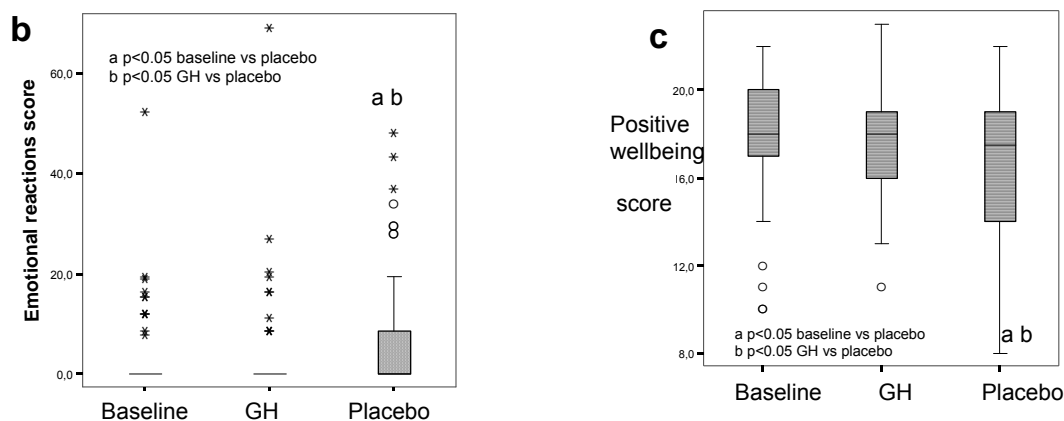 b
Emotional reactions score
60,0
40,0
20,0
0,0
a p<0.05 baseline vs placebo
b p<0.05 GH vs placebo
a b
Baseline GH Placebo
c
Positive
wellbeing
score
20,0
16,0
12,0
8,0
a p<0.05 baseline vs placebo
b p<0.05 GH vs placebo
a b
Baseline GH Placebo